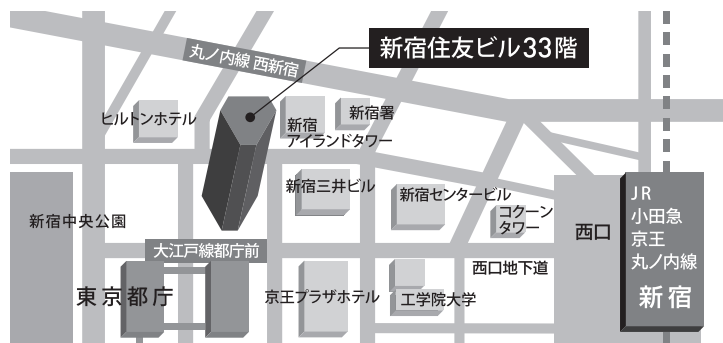 丸ノ内線 西新宿
新宿住友ビル33階
ヒルトンホテル
新宿
アイランドタワー
新宿署
新宿三井ビル
新宿センタービル
コクーン
タワー
新宿中央公園
大江戸線都庁前
西口
JR
小田急
京王
丸ノ内線
新宿
西口地下道
東京都庁
京王プラザホテル
工学院大学